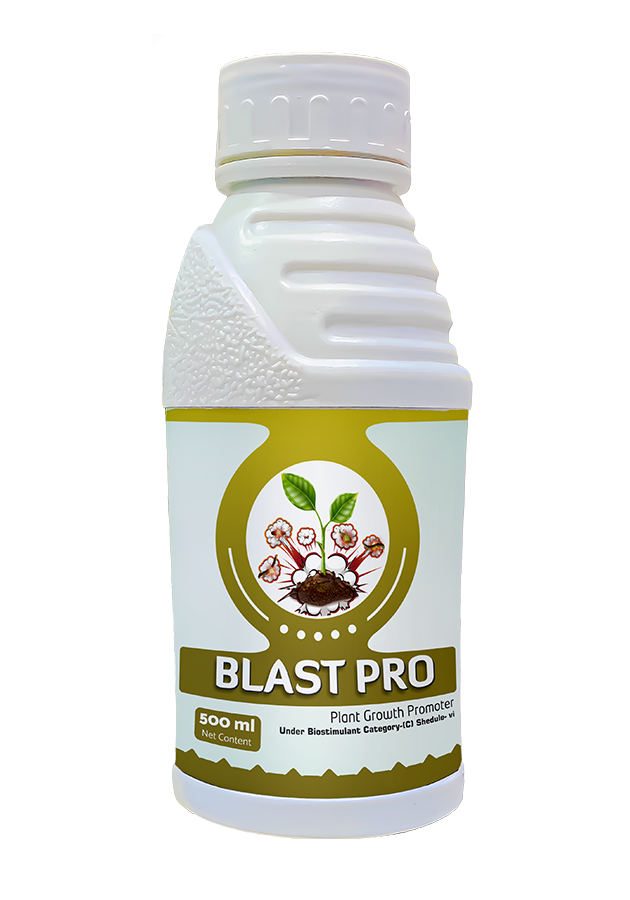 BLAST PRO
Plant Growth Promoter
Under Biostimulant Category-(C) Shedule- vi
500 ml
Net Content